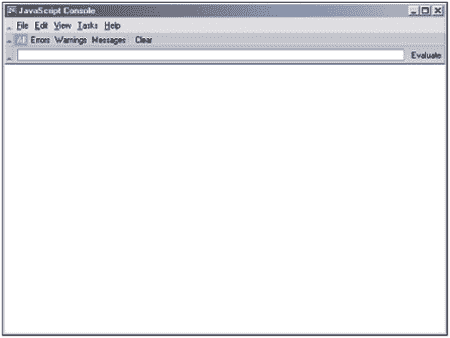 JavaScript Console
File Edit View Tasks Help
All Errors Warnings Messages Clear
Evaluate